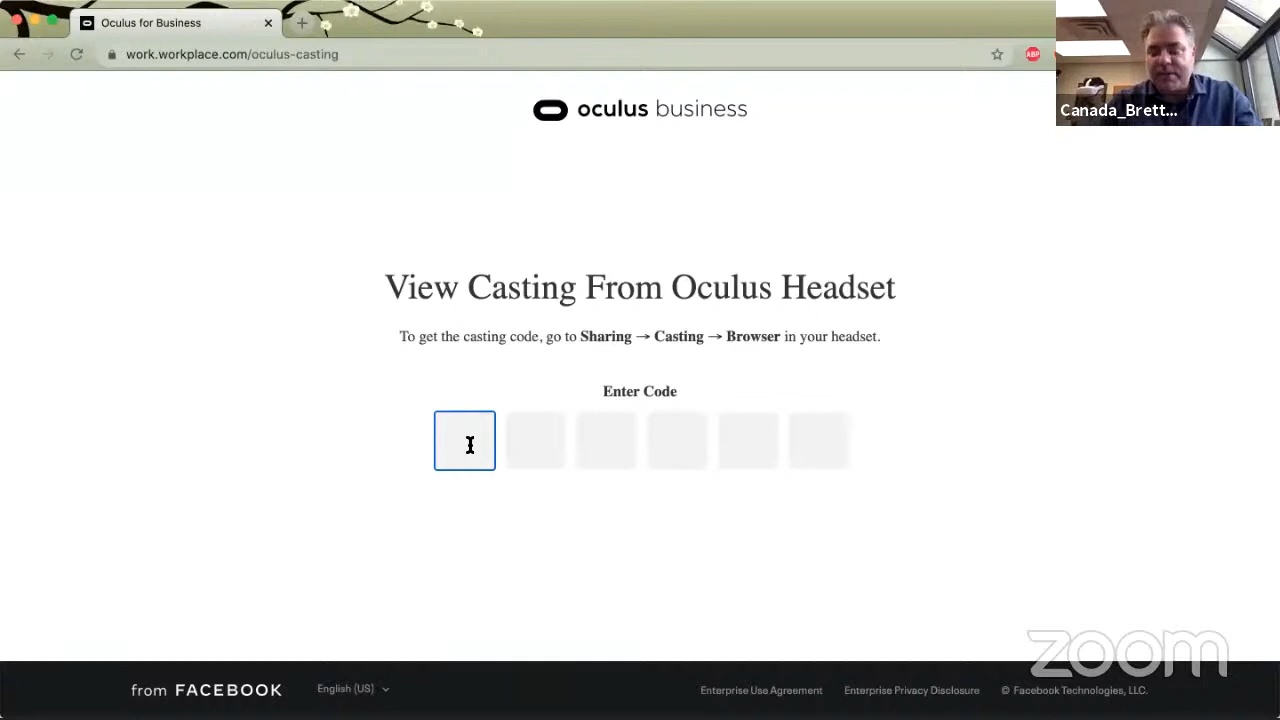 Oculus for Business
work.workplace.com/oculus-casting
ABP
Canada_Brett...
oculus business
View Casting From Oculus Headset
To get the casting code, go to Sharing → Casting → Browser in your headset.
Enter Code
zoom
from FACEBOOK
English (US)
Enterprise Use Agreement
Enterprise Privacy Disclosure
© Facebook Technologies, LLC.